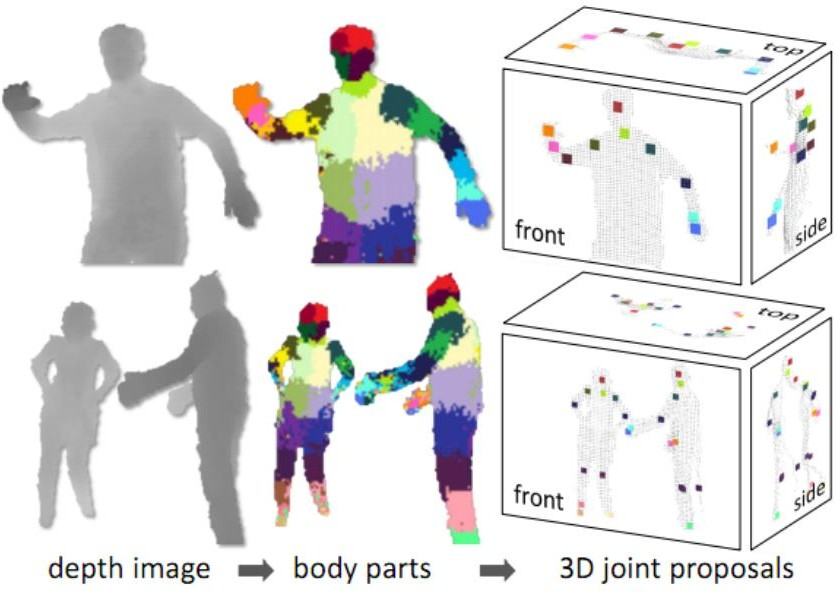 top
front
side
top
front
side
depth image
body parts
3D joint proposals